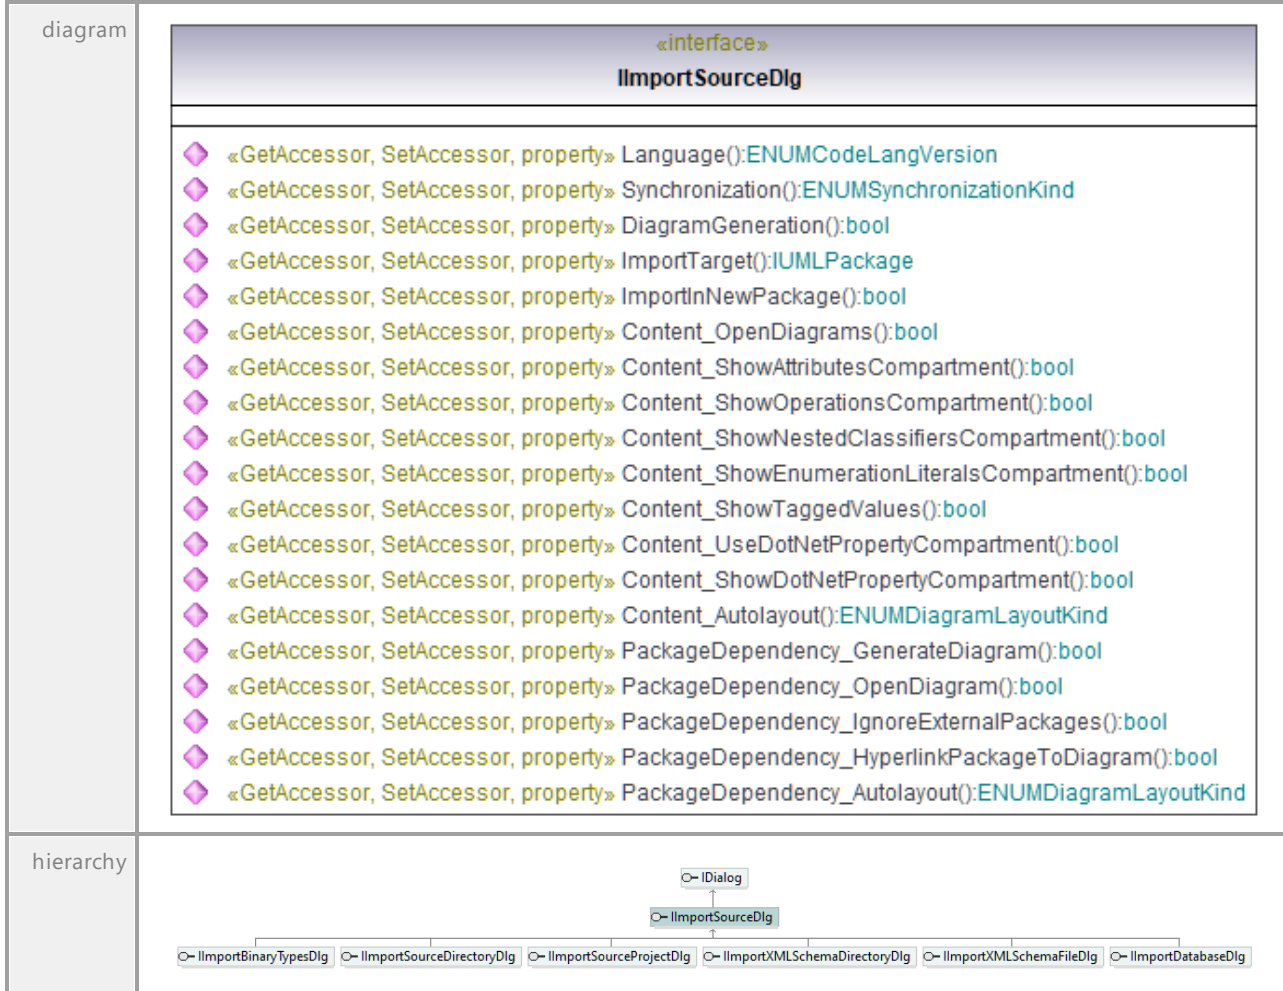 diagram
«interface»
IImportSourceDlg
«GetAccessor, SetAccessor, property» Language():ENUMCodeLangVersion
«GetAccessor, SetAccessor, property» Synchronization():ENUMSynchronizationKind
«GetAccessor, SetAccessor, property» DiagramGeneration():bool
«GetAccessor, SetAccessor, property» ImportTarget():IUMLPackage
«GetAccessor, SetAccessor, property» ImportInNewPackage():bool
«GetAccessor, SetAccessor, property» Content_OpenDiagrams():bool
«GetAccessor, SetAccessor, property» Content_ShowAttributesCompartment():bool
«GetAccessor, SetAccessor, property» Content_ShowOperationsCompartment():bool
«GetAccessor, SetAccessor, property» Content_ShowNestedClassifiersCompartment():bool
«GetAccessor, SetAccessor, property» Content_ShowEnumerationLiteralsCompartment():bool
«GetAccessor, SetAccessor, property» Content_ShowTaggedValues():bool
«GetAccessor, SetAccessor, property» Content_UseDotNetPropertyCompartment():bool
«GetAccessor, SetAccessor, property» Content_ShowDotNetPropertyCompartment():bool
«GetAccessor, SetAccessor, property» Content_Autolayout():ENUMDiagramLayoutKind
«GetAccessor, SetAccessor, property» PackageDependency_GenerateDiagram():bool
«GetAccessor, SetAccessor, property» PackageDependency_OpenDiagram():bool
«GetAccessor, SetAccessor, property» PackageDependency_IgnoreExternalPackages():bool
«GetAccessor, SetAccessor, property» PackageDependency_HyperlinkPackageToDiagram():bool
«GetAccessor, SetAccessor, property» PackageDependency_Autolayout():ENUMDiagramLayoutKind
hierarchy
IDialog
IImportSourceDlg
IImportBinaryTypesDlg IImportSourceDirectoryDlg IImportSourceProjectDlg IImportXMLSchemaDirectoryDlg IImportXMLSchemaFileDlg IImportDatabaseDlg